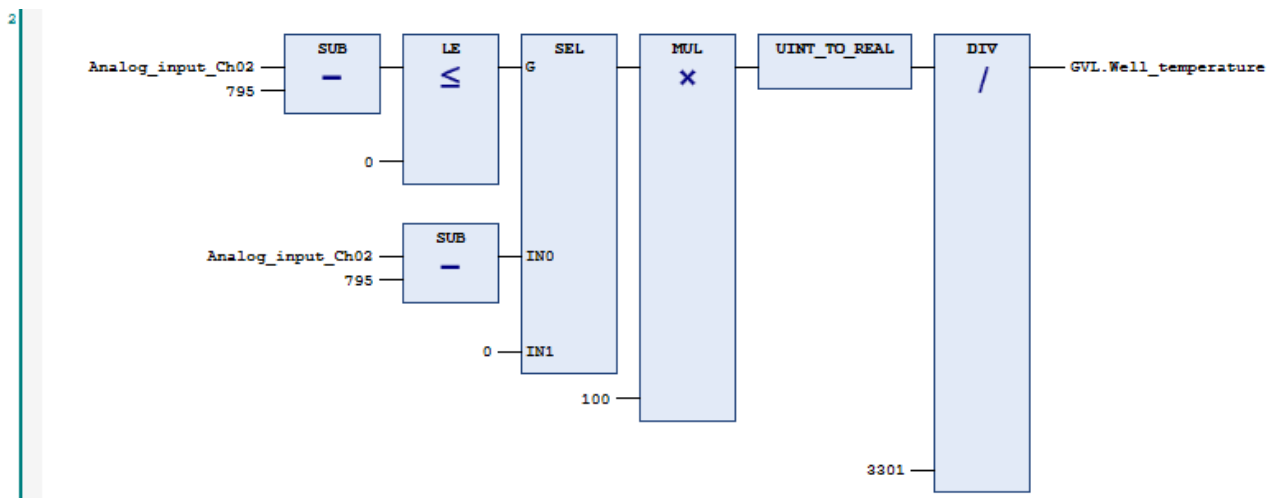 2
SUB LE SEL MUL UINT_TO_REAL DIV
Analog_input_Ch02 − ≤ G × / GVL.Well_temperature
795
0
SUB
Analog_input_Ch02 − IN0
795
0 IN1
100
3301